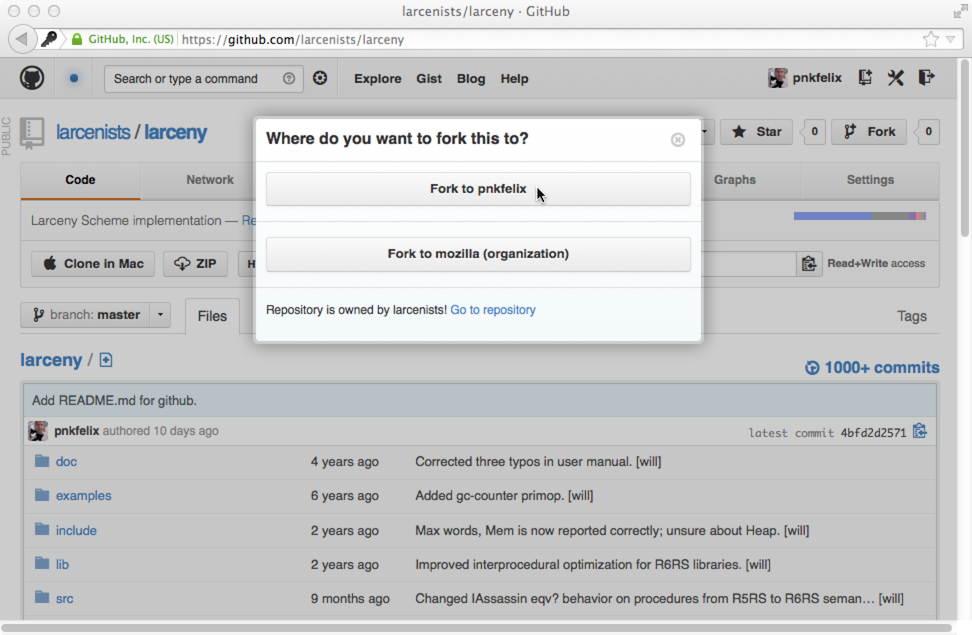 larcenists/larceny · GitHub
GitHub, Inc. (US) https://github.com/larcenists/larceny
Search or type a command Explore Gist Blog Help pnkfelix
PUBLIC
larcenists / larceny Star 0 Fork 0
Where do you want to fork this to?
Code Network Graphs Settings
Fork to pnkfelix
Larceny Scheme implementation — Re
Fork to mozilla (organization)
Clone in Mac ZIP H Read+Write access
Repository is owned by larcenists! Go to repository
branch: master Files Tags
larceny / 1000+ commits
Add README.md for github.
pnkfelix authored 10 days ago latest commit 4bfd2d2571
doc 4 years ago Corrected three typos in user manual. [will]
examples 6 years ago Added gc-counter primop. [will]
include 2 years ago Max words, Mem is now reported correctly; unsure about Heap. [will]
lib 2 years ago Improved interprocedural optimization for R6RS libraries. [will]
src 9 months ago Changed IAssassin eqv? behavior on procedures from R5RS to R6RS seman… [will]